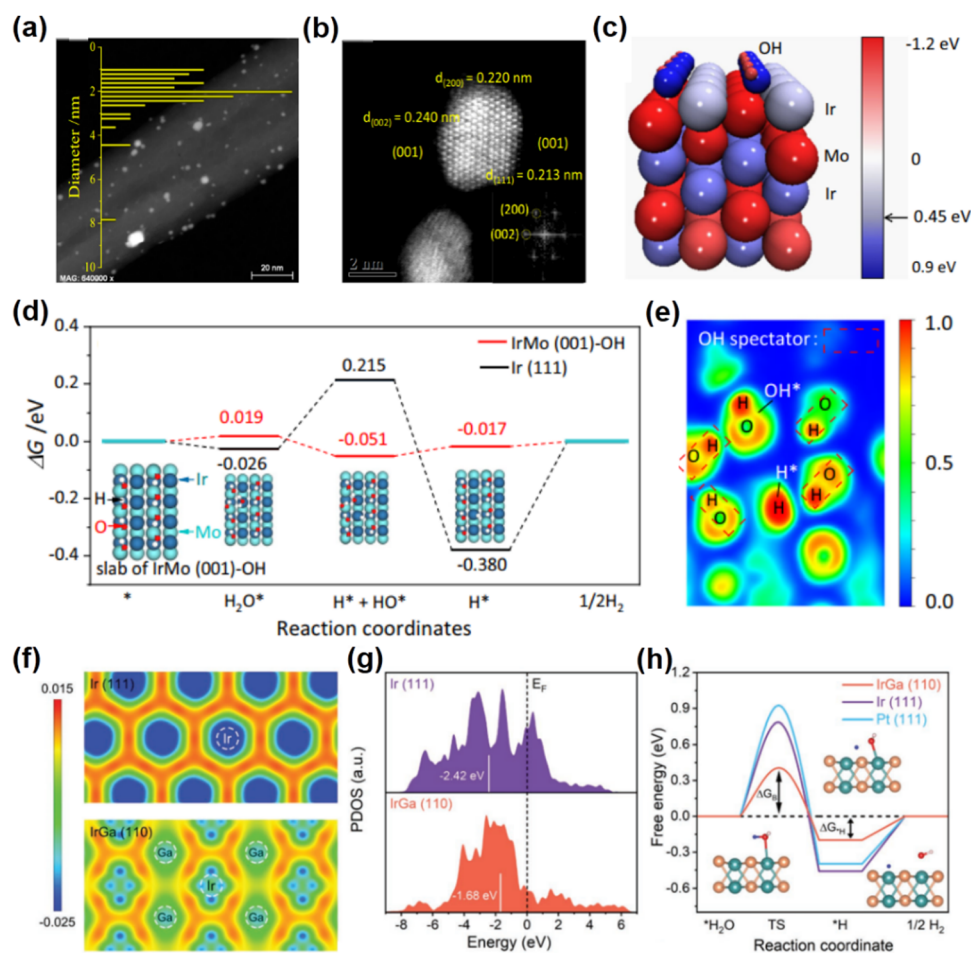 (a)
0
2
4
6
8
10
Diameter /nm
MAG: 640000 x
20 nm
(b)
d(200) = 0.220 nm
d(002) = 0.240 nm
(001)
(001)
d(211) = 0.213 nm
(200)
(002)
2 nm
(c)
OH
Ir
Mo
Ir
-1.2 eV
0
0.45 eV
0.9 eV
(d)
ΔG /eV
0.4
0.2
0.0
-0.2
-0.4
IrMo (001)-OH
Ir (111)
0.215
0.019
-0.026
-0.051
-0.017
-0.380
H
O
Ir
Mo
slab of IrMo (001)-OH
* H2O* H* + HO* H* 1/2H2
Reaction coordinates
(e)
OH spectator:
OH*
H*
H
O
O
H
O
H
O
H
H
O
H
1.0
0.5
0.0
(f)
0.015
-0.025
Ir (111)
Ir
IrGa (110)
Ga
Ga
Ir
Ga
Ga
(g)
PDOS (a.u.)
Ir (111)
EF
-2.42 eV
IrGa (110)
-1.68 eV
-8 -6 -4 -2 0 2 4 6
Energy (eV)
(h)
Free energy (eV)
1.2
0.9
0.6
0.3
0.0
-0.3
-0.6
IrGa (110)
Ir (111)
Pt (111)
ΔGB
ΔG*H
*H2O TS *H 1/2 H2
Reaction coordinate